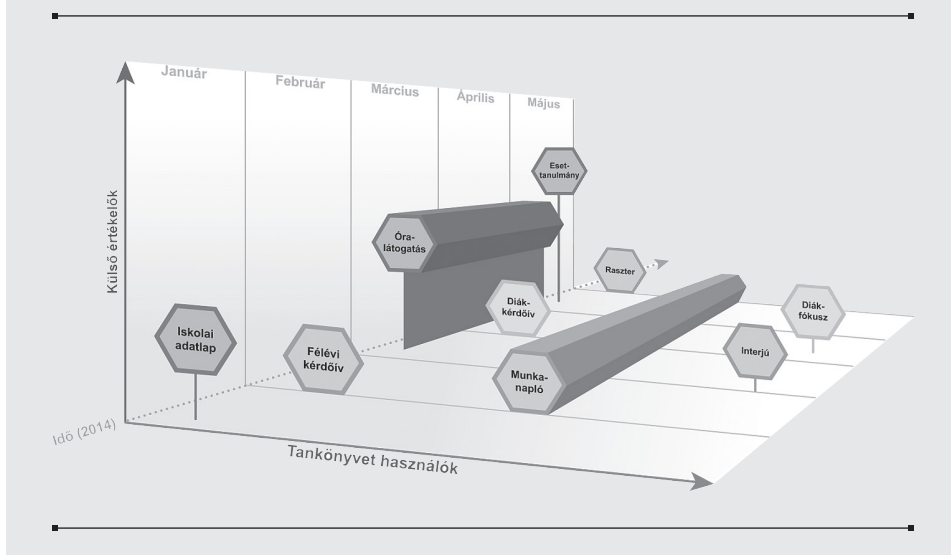 Január
Február
Március
Április
Május
Eset-
tanulmány
Külső értékelők
Óra-
látogatás
Raszter
Diák-
kérdőív
Diák-
fókusz
Iskolai
adatlap
Félévi
kérdőív
Interjú
Munka-
napló
Idő (2014)
Tankönyvet használók